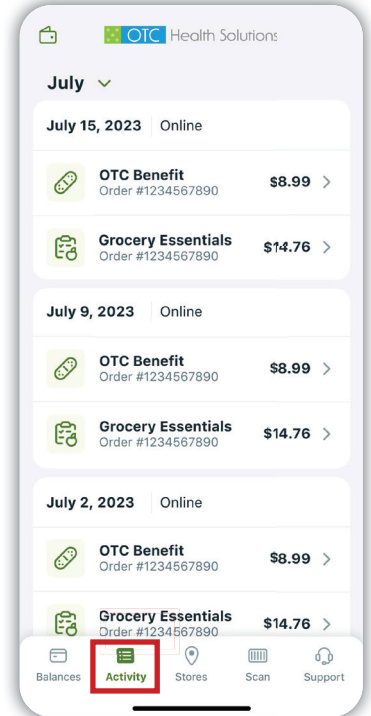 OTC Health Solutions
July
July 15, 2023 Online
OTC Benefit
Order #1234567890
$8.99
Grocery Essentials
Order #1234567890
$14.76
July 9, 2023 Online
OTC Benefit
Order #1234567890
$8.99
Grocery Essentials
Order #1234567890
$14.76
July 2, 2023 Online
OTC Benefit
Order #1234567890
$8.99
Grocery Essentials
Order #1234567890
$14.76
Balances Activity Stores Scan Support